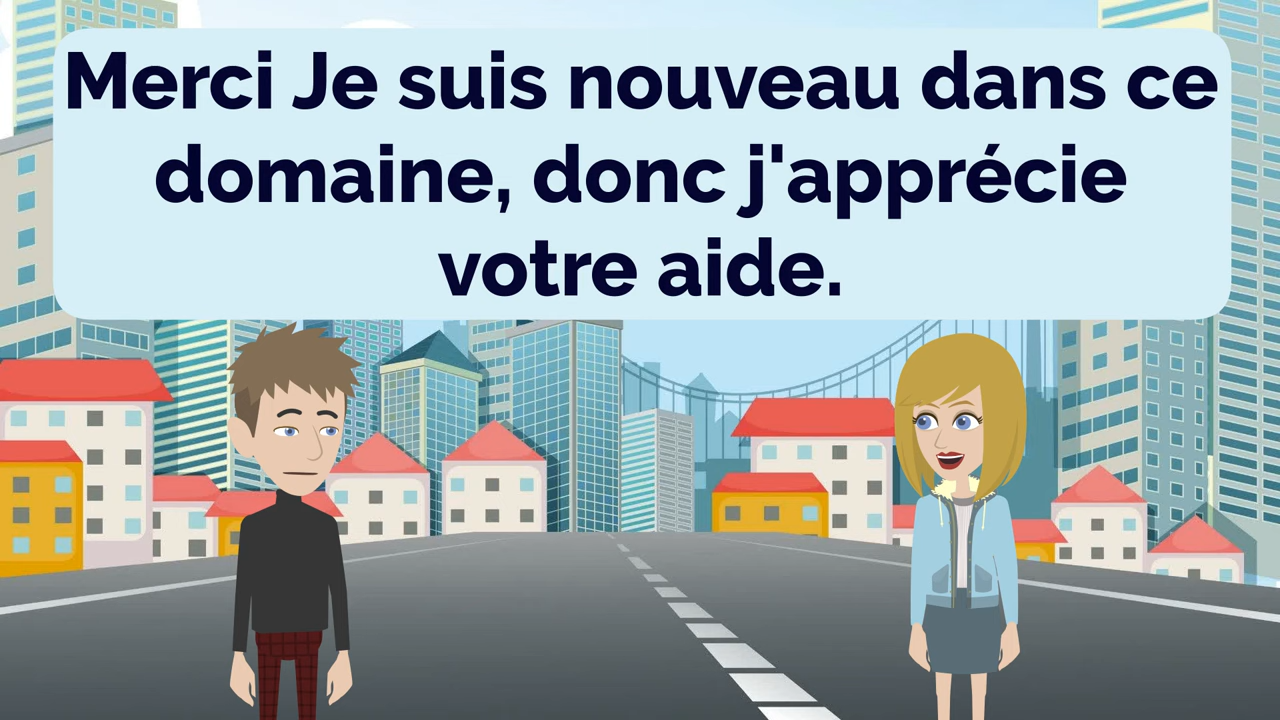 Merci Je suis nouveau dans ce
domaine, donc j'apprécie
votre aide.